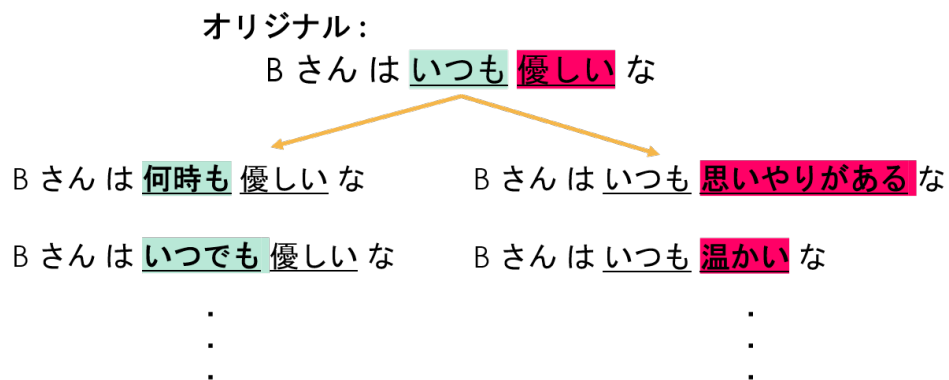 オリジナル :
B さん は いつも 優しい な
B さん は 何時も 優しい な
B さん は いつも 思いやりがある な
B さん は いつでも 優しい な
B さん は いつも 温かい な